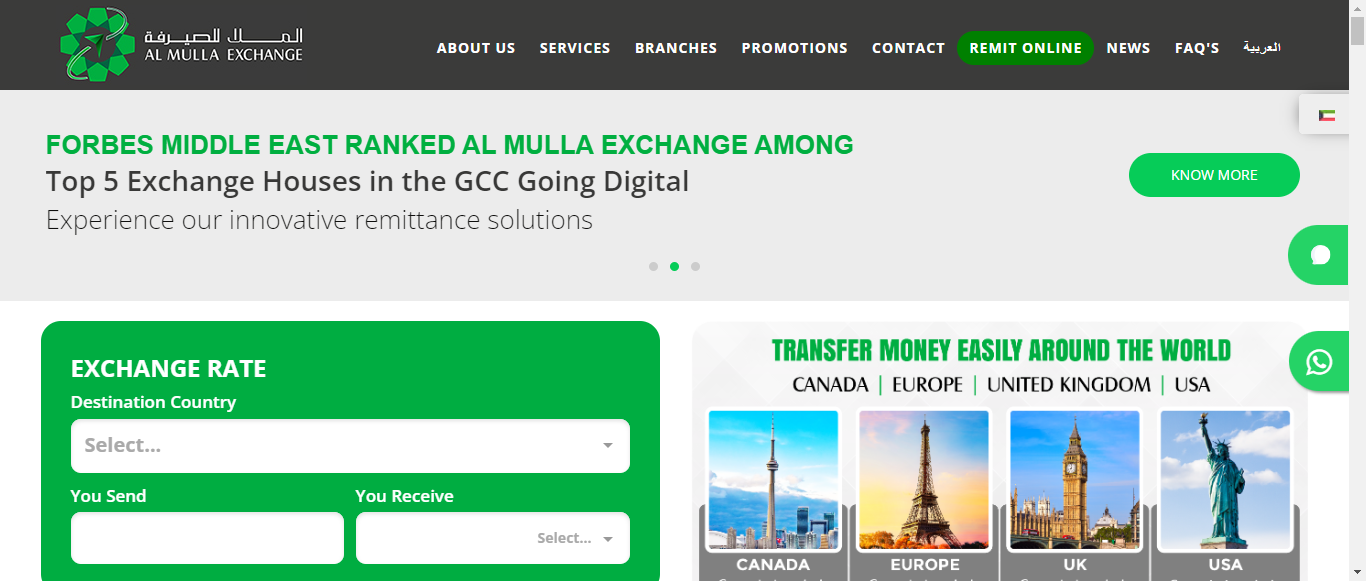 الملا للصيرفة
AL MULLA EXCHANGE
ABOUT US
SERVICES
BRANCHES
PROMOTIONS
CONTACT
REMIT ONLINE
NEWS
FAQ'S
العربية
FORBES MIDDLE EAST RANKED AL MULLA EXCHANGE AMONG
Top 5 Exchange Houses in the GCC Going Digital
Experience our innovative remittance solutions
KNOW MORE
EXCHANGE RATE
Destination Country
Select...
You Send
You Receive
Select...
TRANSFER MONEY EASILY AROUND THE WORLD
CANADA | EUROPE | UNITED KINGDOM | USA
CANADA
EUROPE
UK
USA